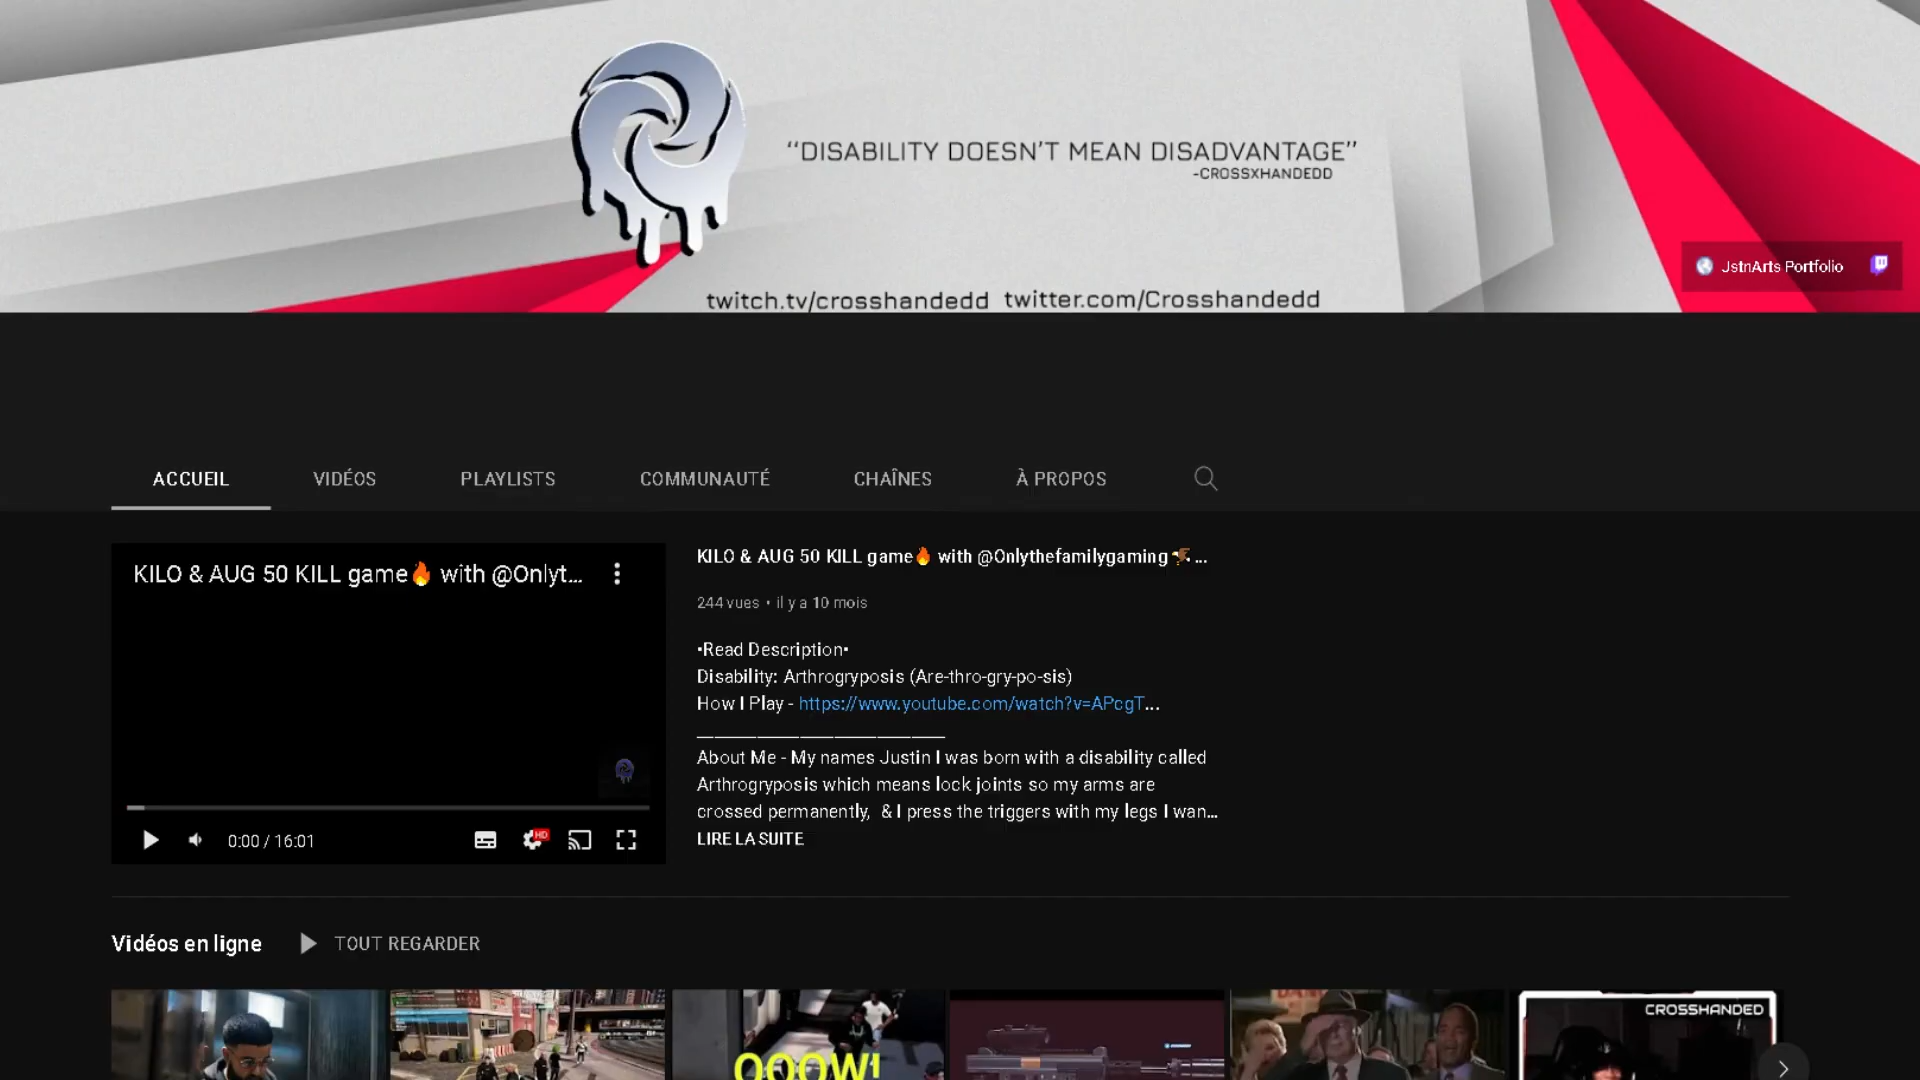 “DISABILITY DOESN’T MEAN DISADVANTAGE”
-CROSSXHANDEDD
JstnArts Portfolio
twitch.tv/crosshandedd twitter.com/Crosshandedd
ACCUEIL VIDÉOS PLAYLISTS COMMUNAUTÉ CHAÎNES À PROPOS
KILO & AUG 50 KILL game🔥 with @Onlyt...
0:00 / 16:01
HD
KILO & AUG 50 KILL game🔥 with @Onlythefamilygaming ...
244 vues • il y a 10 mois
•Read Description•
Disability: Arthrogryposis (Are-thro-gry-po-sis)
How I Play - https://www.youtube.com/watch?v=APcgT...
_____________________________
About Me - My names Justin I was born with a disability called
Arthrogryposis which means lock joints so my arms are
crossed permanently, & I press the triggers with my legs I wan...
LIRE LA SUITE
Vidéos en ligne TOUT REGARDER
OOOW!
CROSSHANDED